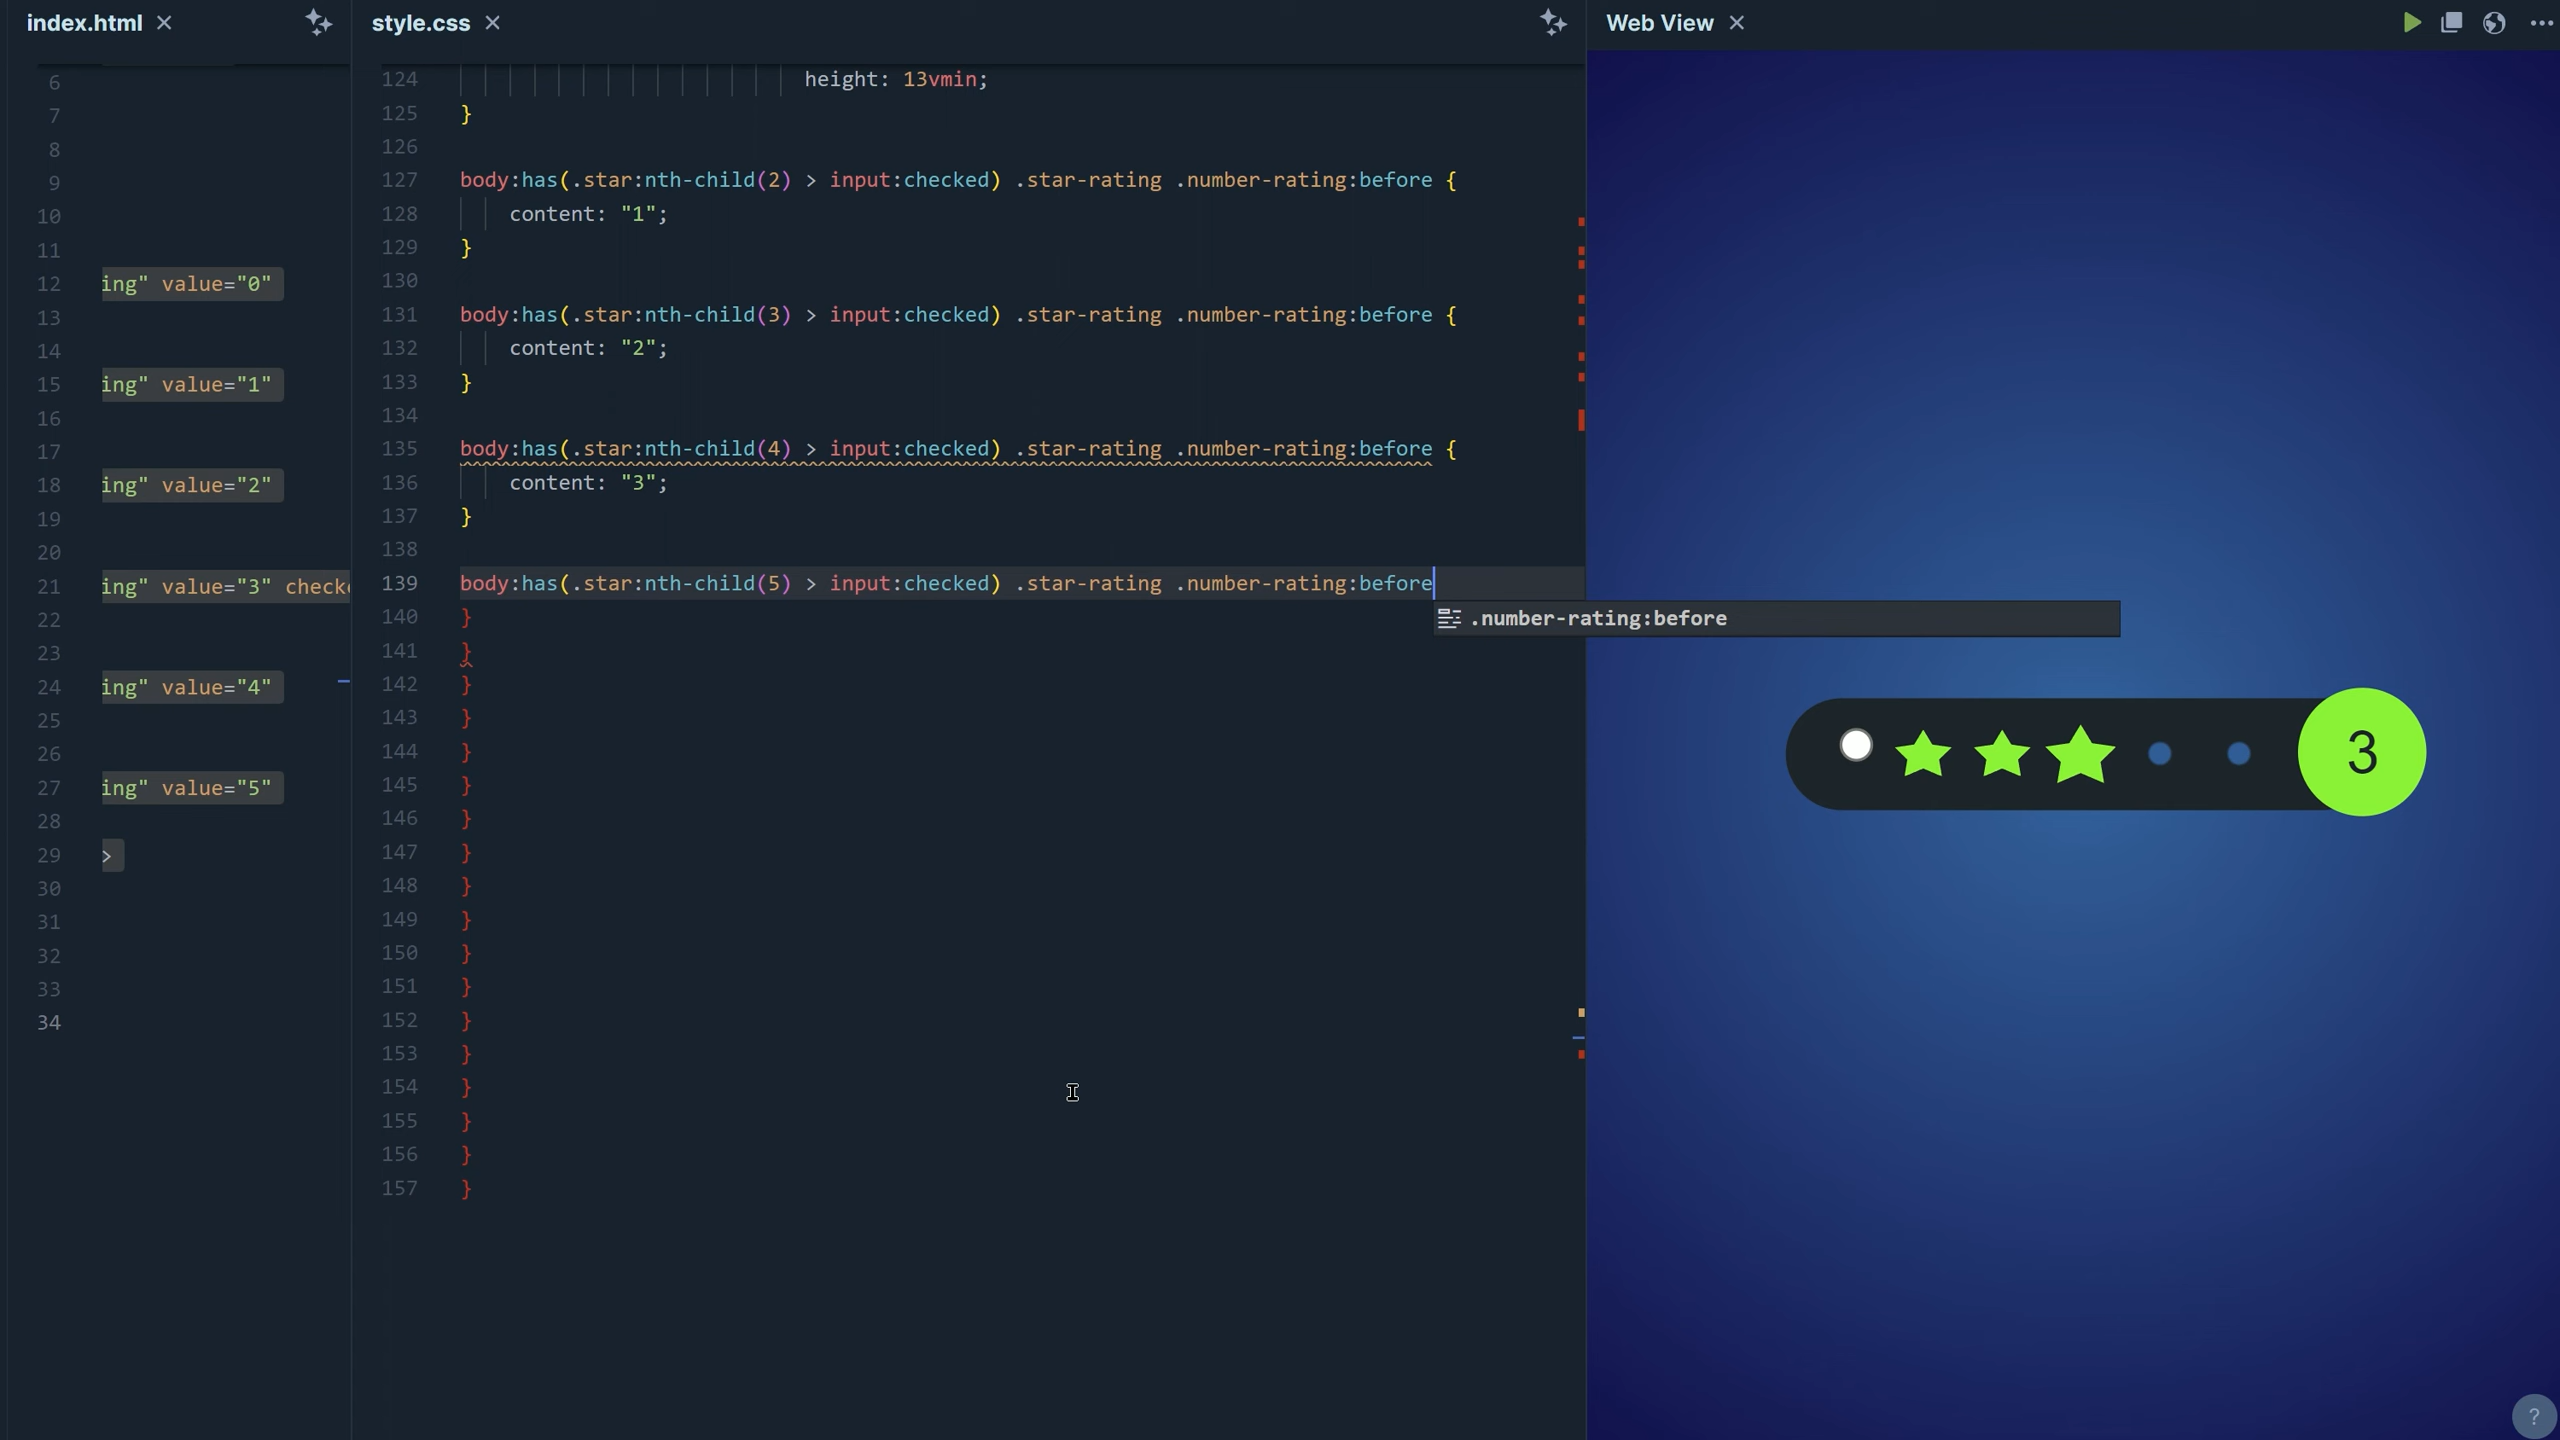 index.html
6
7
8
9
10
11
12 ing" value="0"
13
14
15 ing" value="1"
16
17
18 ing" value="2"
19
20
21 ing" value="3" checke
22
23
24 ing" value="4"
25
26
27 ing" value="5"
28
29 >
30
31
32
33
34
style.css
124 height: 13vmin;
125 }
126
127 body:has(.star:nth-child(2) > input:checked) .star-rating .number-rating:before {
128 content: "1";
129 }
130
131 body:has(.star:nth-child(3) > input:checked) .star-rating .number-rating:before {
132 content: "2";
133 }
134
135 body:has(.star:nth-child(4) > input:checked) .star-rating .number-rating:before {
136 content: "3";
137 }
138
139 body:has(.star:nth-child(5) > input:checked) .star-rating .number-rating:before
.number-rating:before
140 }
141 }
142 }
143 }
144 }
145 }
146 }
147 }
148 }
149 }
150 }
151 }
152 }
153 }
154 }
155 }
156 }
157 }
Web View
3
?